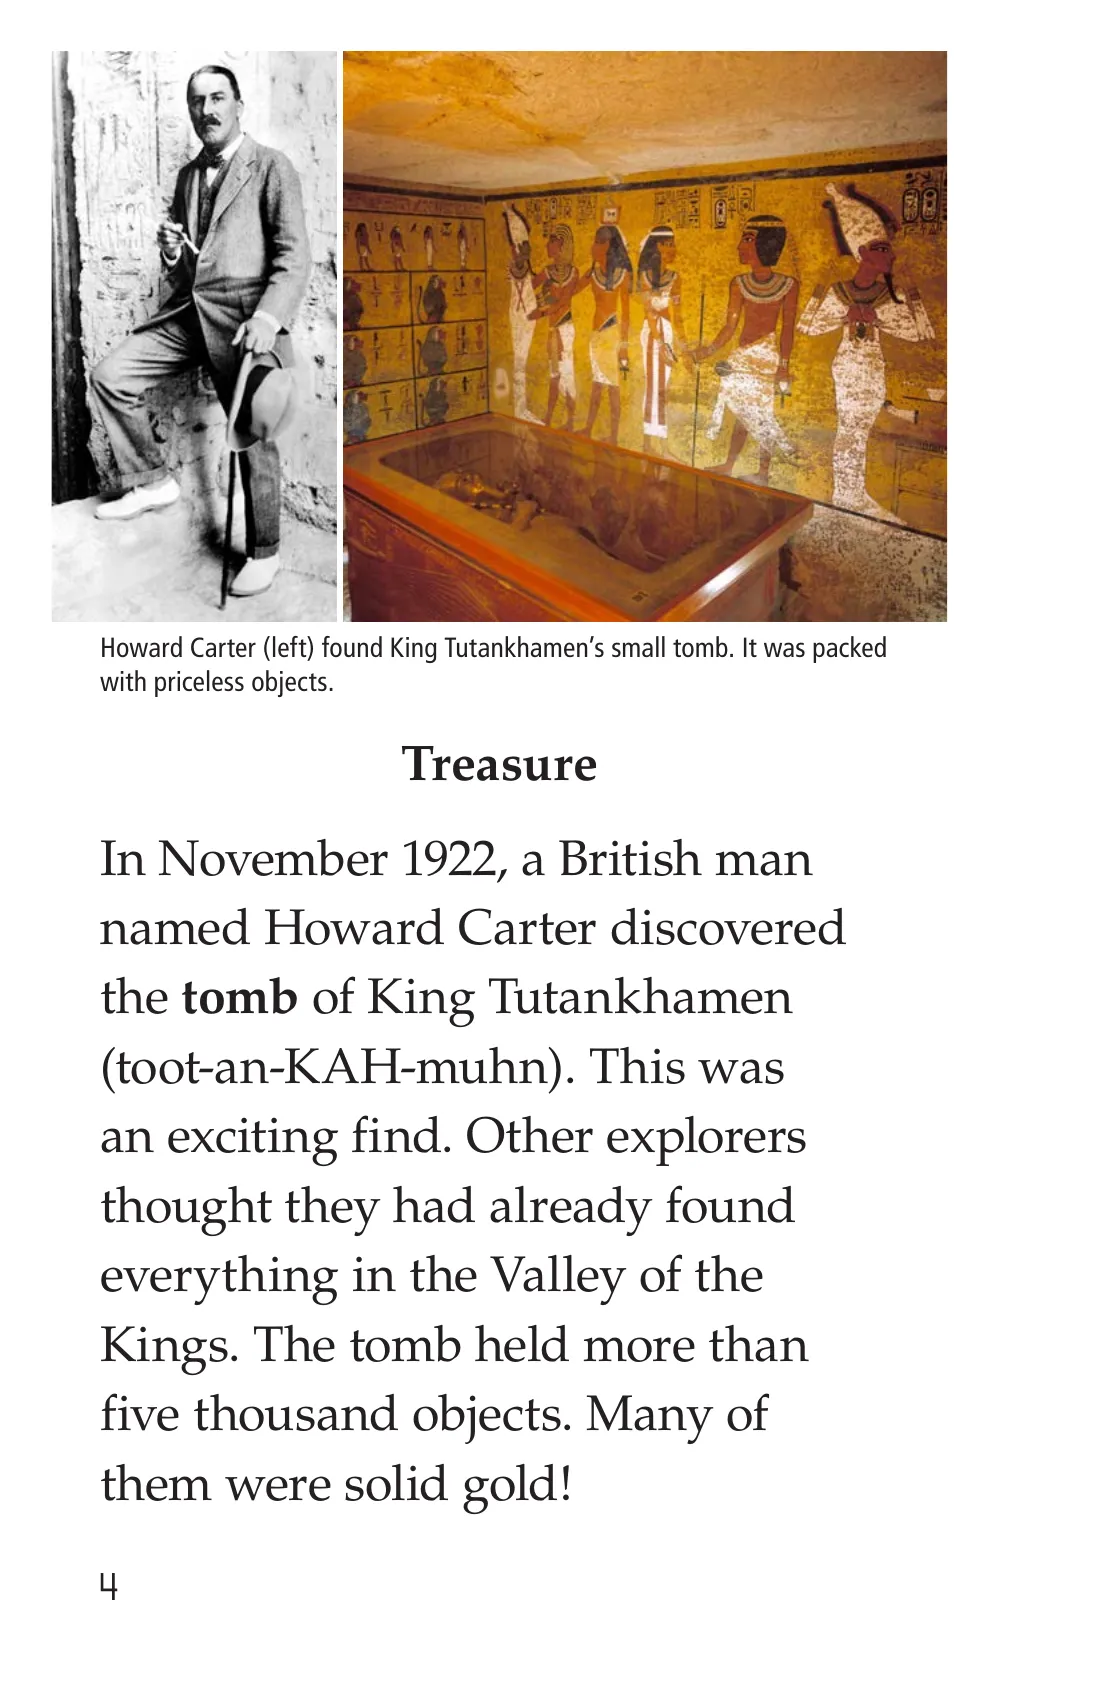 Howard Carter (left) found King Tutankhamen’s small tomb. It was packed
with priceless objects.
Treasure
In November 1922, a British man
named Howard Carter discovered
the tomb of King Tutankhamen
(toot-an-KAH-muhn). This was
an exciting find. Other explorers
thought they had already found
everything in the Valley of the
Kings. The tomb held more than
five thousand objects. Many of
them were solid gold!
4